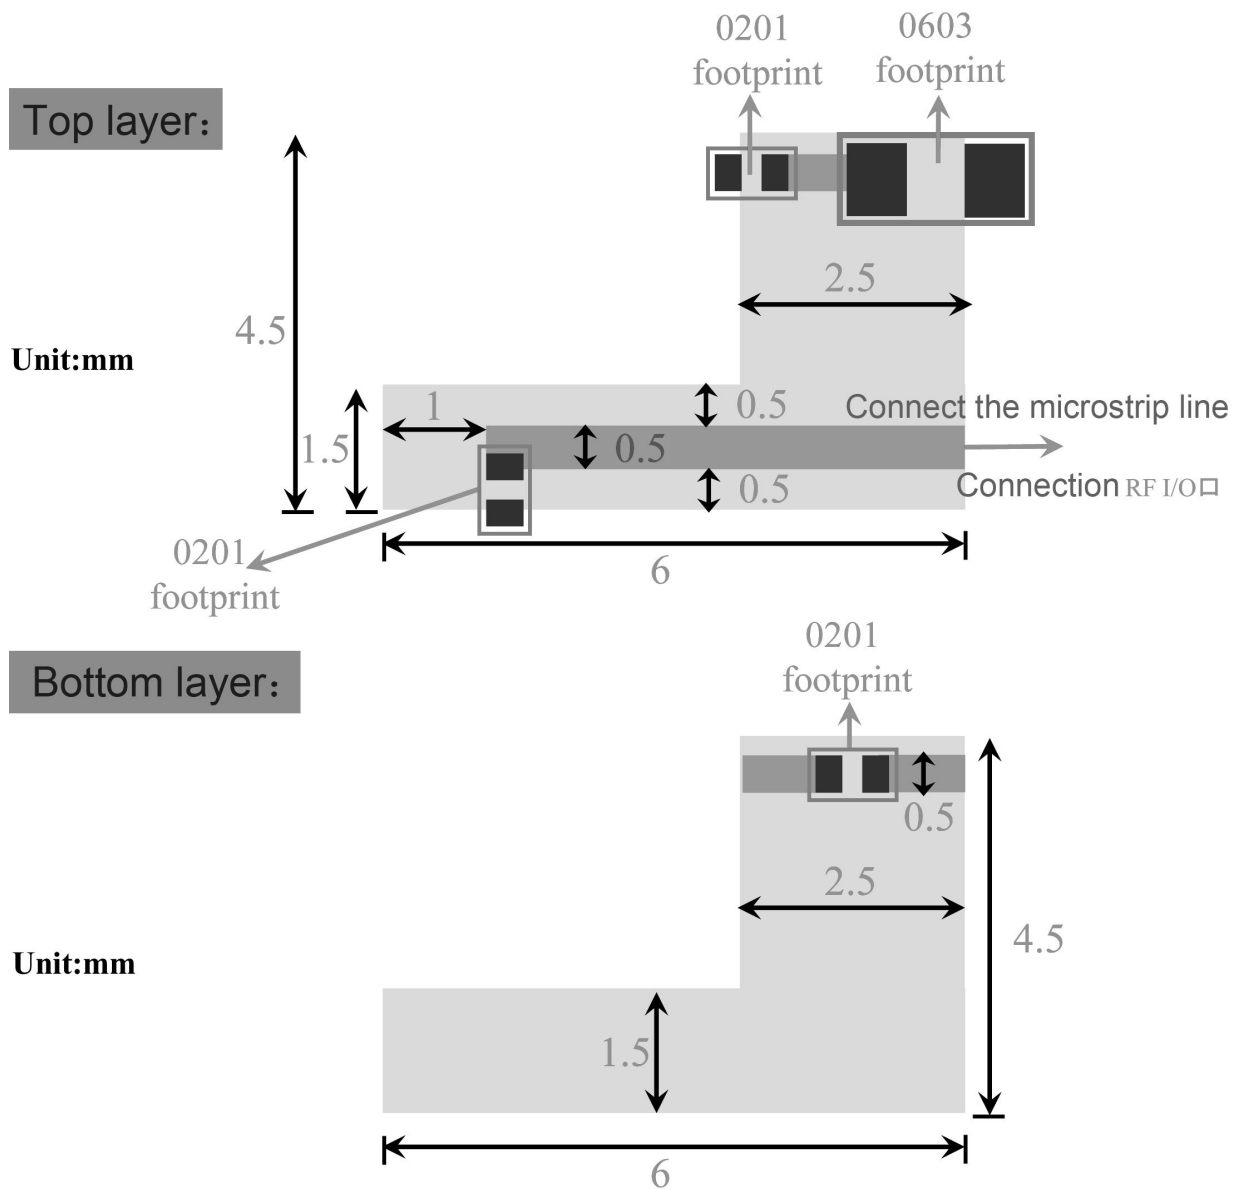 0201
footprint
0603
footprint
Top layer：
4.5
2.5
Unit:mm
1
1.5
0.5
0.5
0.5
Connect the microstrip line
Connection RF I/O口
6
0201
footprint
Bottom layer：
0201
footprint
0.5
2.5
4.5
Unit:mm
1.5
6